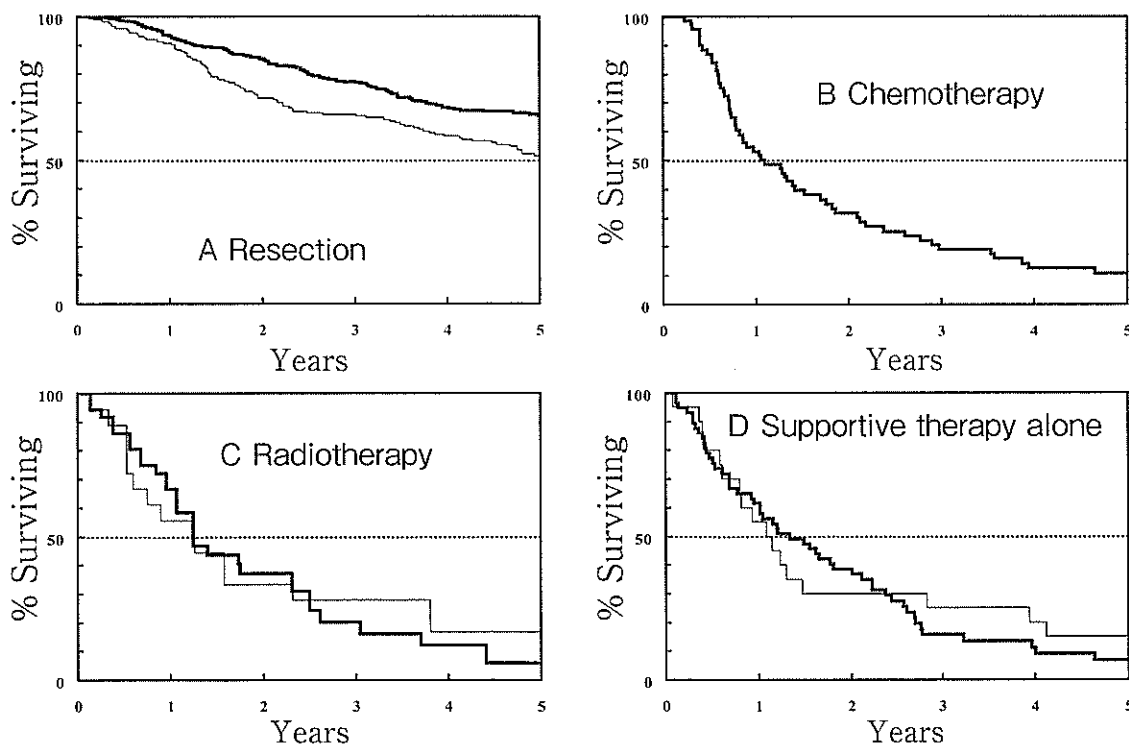 100
% Surviving
50
0
A Resection
0 1 2 3 4 5
Years
100
% Surviving
50
0
B Chemotherapy
0 1 2 3 4 5
Years
100
% Surviving
50
0
C Radiotherapy
0 1 2 3 4 5
Years
100
% Surviving
50
0
D Supportive therapy alone
0 1 2 3 4 5
Years